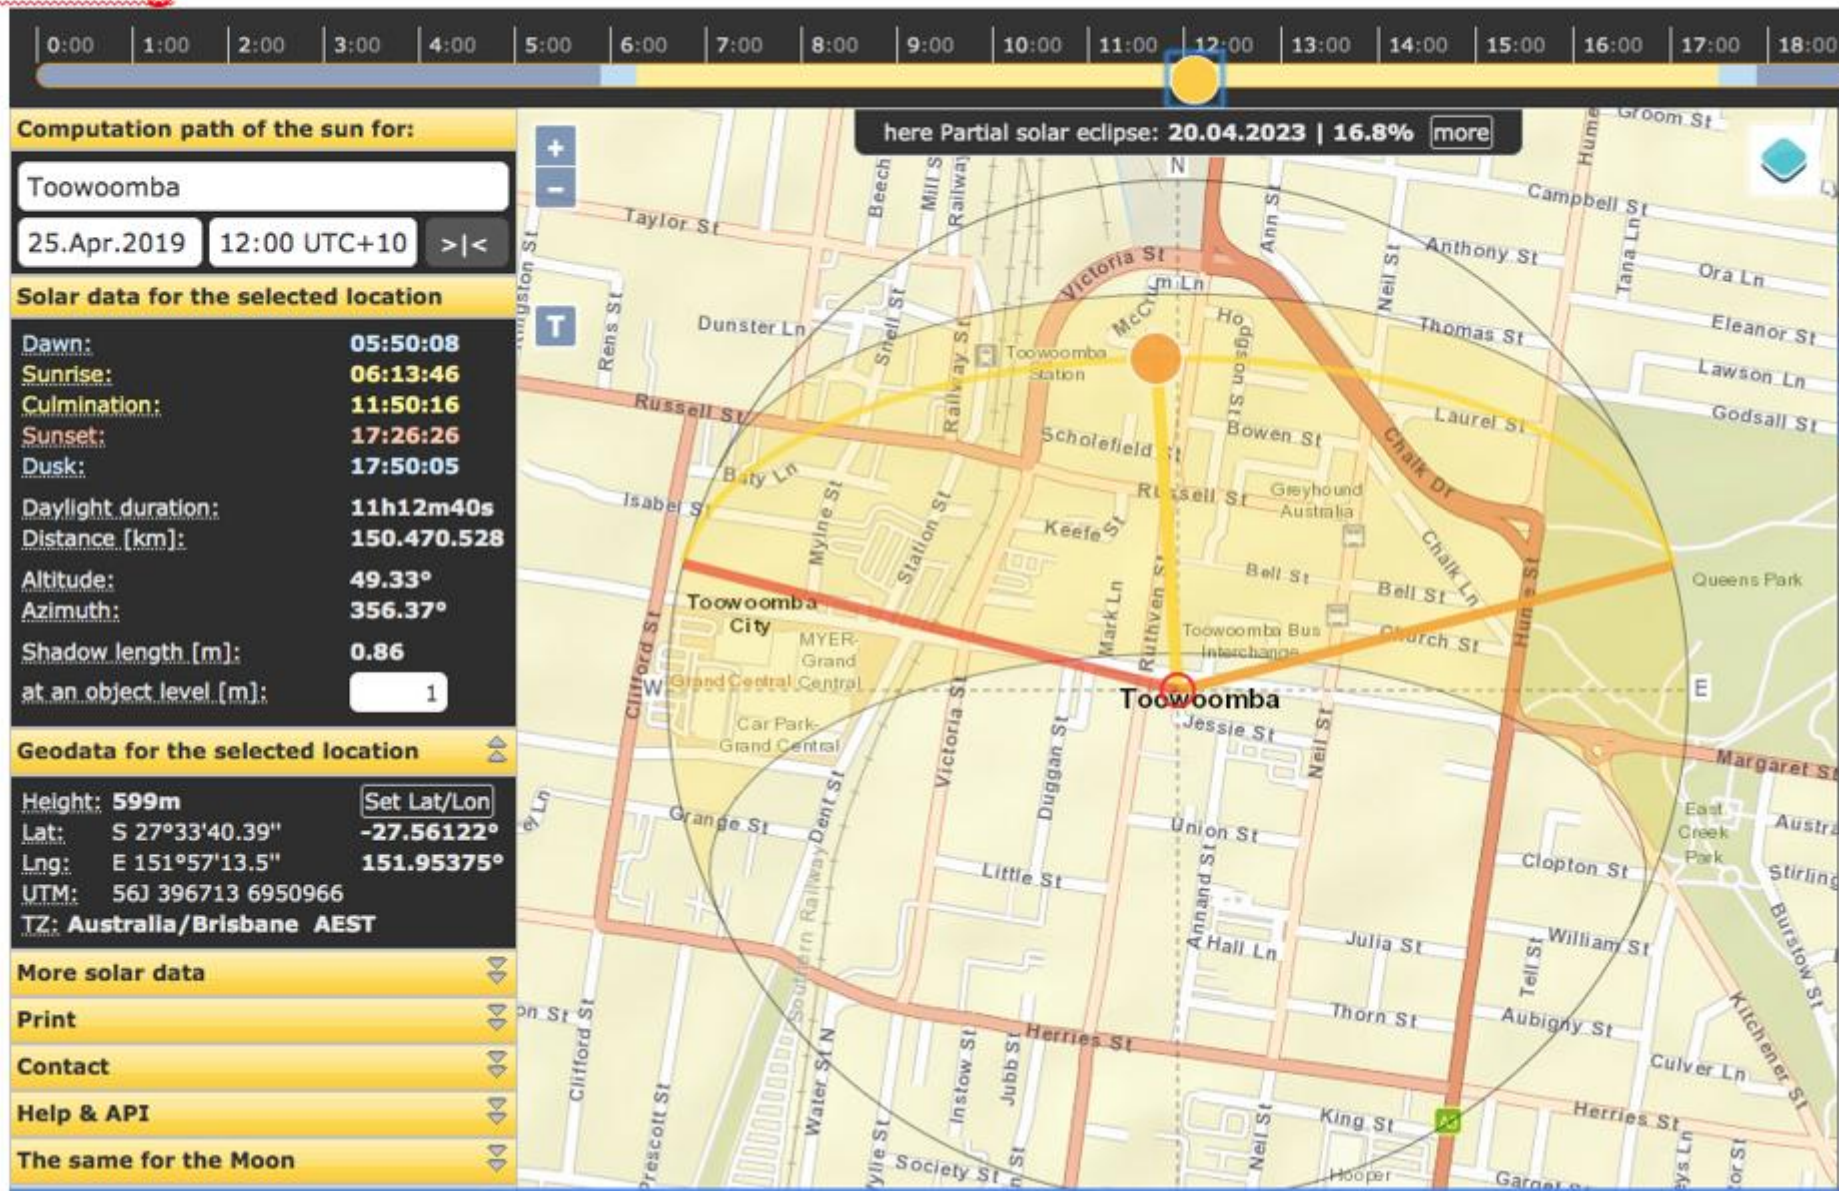 0:00 1:00 2:00 3:00 4:00 5:00 6:00 7:00 8:00 9:00 10:00 11:00 12:00 13:00 14:00 15:00 16:00 17:00 18:00
Computation path of the sun for:
Toowoomba
25.Apr.2019 12:00 UTC+10 >|<
Solar data for the selected location
Dawn: 05:50:08
Sunrise: 06:13:46
Culmination: 11:50:16
Sunset: 17:26:26
Dusk: 17:50:05
Daylight duration: 11h12m40s
Distance [km]: 150.470.528
Altitude: 49.33°
Azimuth: 356.37°
Shadow length [m]: 0.86
at an object level [m]: 1
Geodata for the selected location
Height: 599m Set Lat/Lon
Lat: S 27°33'40.39'' -27.56122°
Lng: E 151°57'13.5'' 151.95375°
UTM: 56J 396713 6950966
TZ: Australia/Brisbane AEST
More solar data
Print
Contact
Help & API
The same for the Moon
+
−
T
here Partial solar eclipse: 20.04.2023 | 16.8% more
N
Groom St
Hume
Beech
Mill S
Railway
Campbell St
Taylor St
Ann St
Anthony St
Tana Ln
Ora Ln
Victoria St
Neil St
Rens St
Snell St
Dunster Ln
Thomas St
Eleanor St
Toowoomba
Station
Railway St
Hodgson St
Lawson Ln
Russell St
Laurel St
Godsall St
Scholefield St
Bowen St
Chalk Dr
Baty Ln
Isabel S
Russell St
Greyhound
Australia
Mylne St
Station St
Keefe St
Chalk Ln
Bell St
Bell St
Queens Park
Toowoomba
City
Mark Ln
Ruthven St
Toowoomba Bus
Interchange
Church St
Hume St
MYER-
Grand
Central
Clifford St
W
Grand Central
E
Toowoomba
Car Park-
Grand Central
Victoria St
Jessie St
Neil St
Margaret St
Duggan St
Grange St
Dent St
Union St
East
Creek
Park
Austra
Little St
Clopton St
Stirling
Southern Railway
Annand St
Hall Ln
Julia St
William St
Tell St
Burstow St
on St
Clifford St
Thorn St
Aubigny St
Kitchener St
Herries St
Culver Ln
Water St N
Instow St
Jubb St
Prescott St
King St
Herries St
Neil St
Society St
Hooper